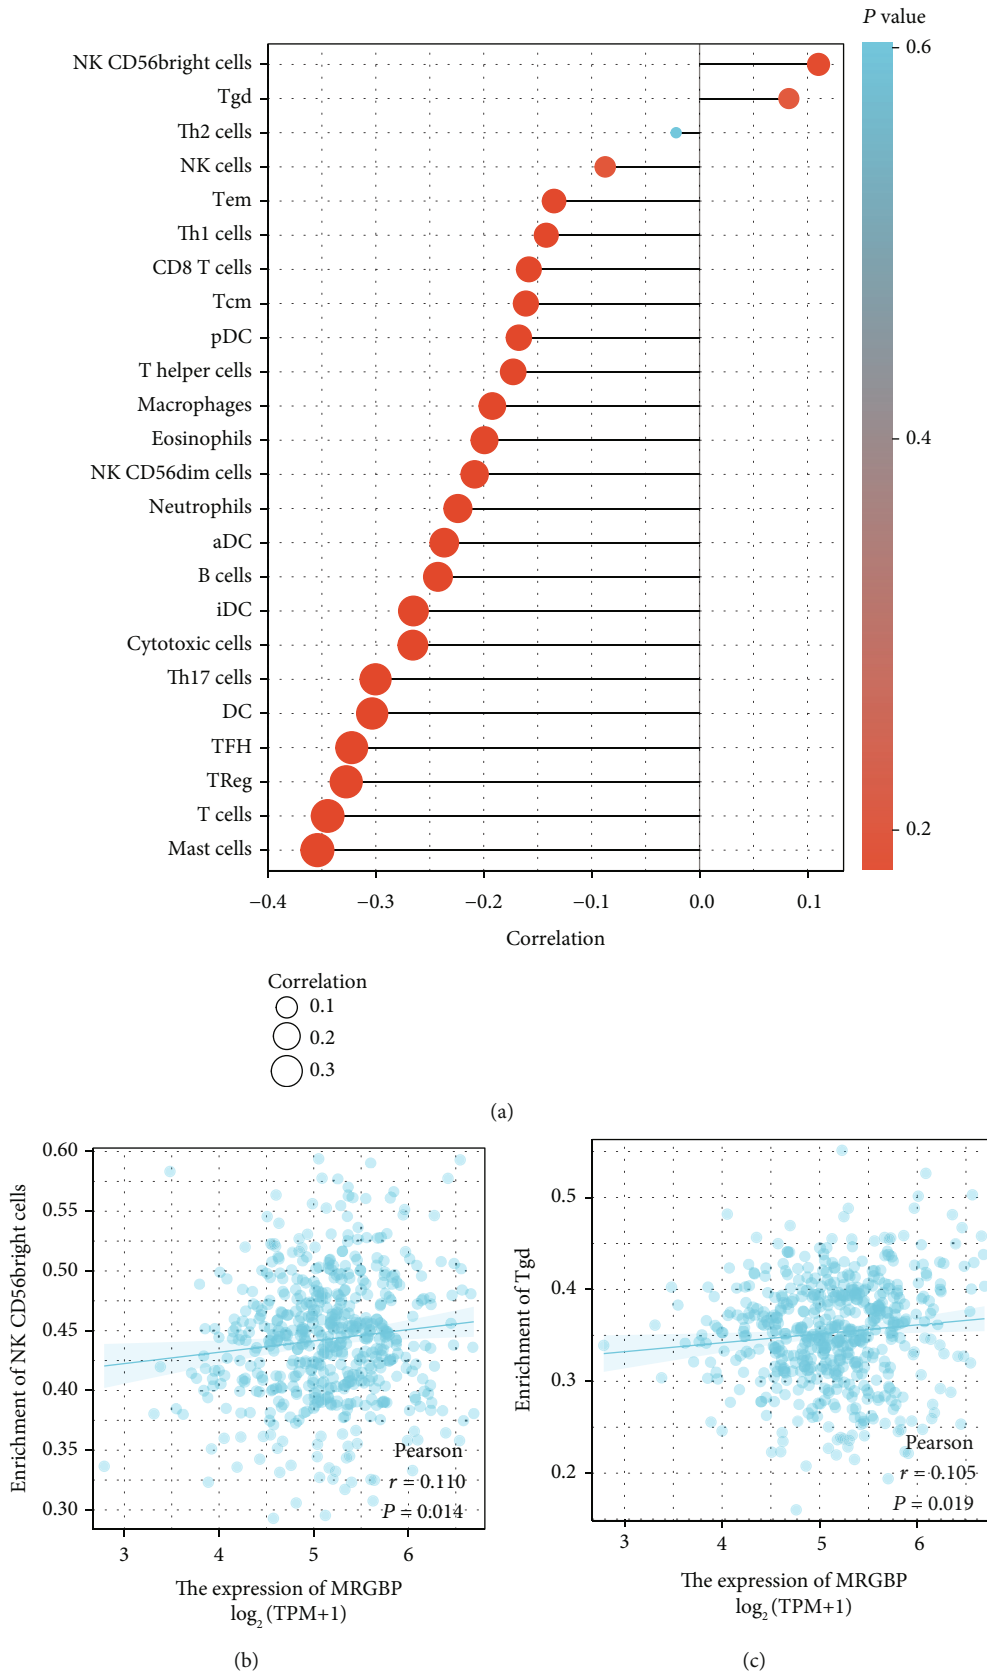 P value
NK CD56bright cells
Tgd
Th2 cells
NK cells
Tem
Th1 cells
CD8 T cells
Tcm
pDC
T helper cells
Macrophages
Eosinophils
NK CD56dim cells
Neutrophils
aDC
B cells
iDC
Cytotoxic cells
Th17 cells
DC
TFH
TReg
T cells
Mast cells
−0.4 −0.3 −0.2 −0.1 0.0 0.1
Correlation
0.6
0.4
0.2
Correlation
0.1
0.2
0.3
(a)
Enrichment of NK CD56bright cells
0.60
0.55
0.50
0.45
0.40
0.35
0.30
Pearson
r = 0.110
P = 0.014
3 4 5 6
The expression of MRGBP
log2 (TPM+1)
(b)
Enrichment of Tgd
0.5
0.4
0.3
0.2
Pearson
r = 0.105
P = 0.019
3 4 5 6
The expression of MRGBP
log2 (TPM+1)
(c)